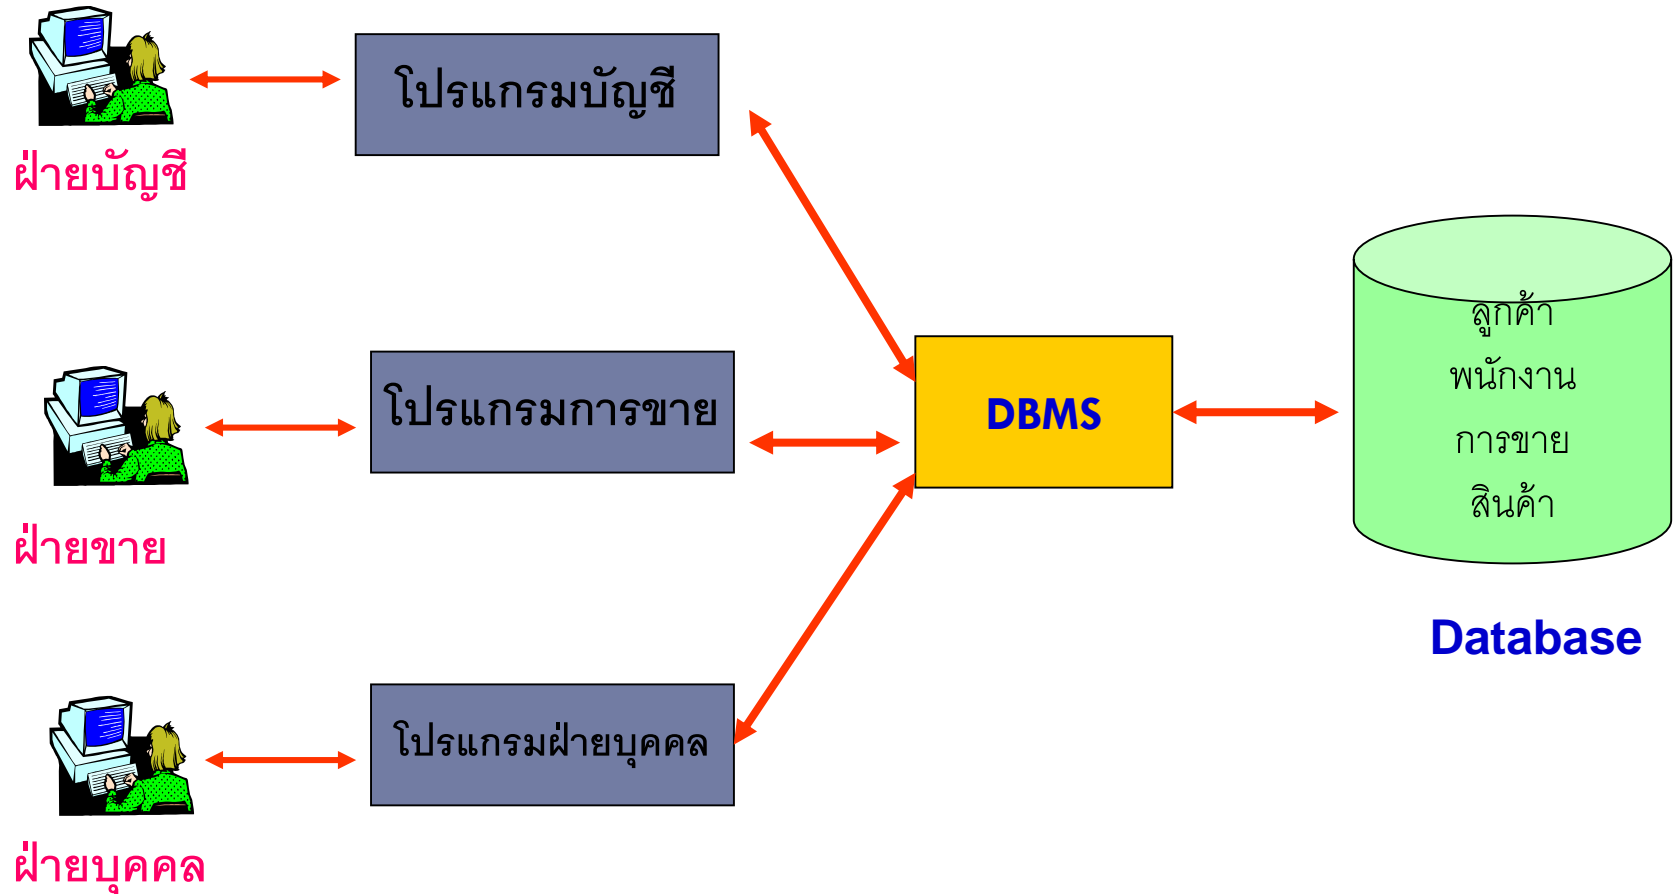 โปรแกรมบัญชี
ฝ่ายบัญชี
โปรแกรมการขาย
ฝ่ายขาย
โปรแกรมฝ่ายบุคคล
ฝ่ายบุคคล
DBMS
ลูกค้า
พนักงาน
การขาย
สินค้า
Database